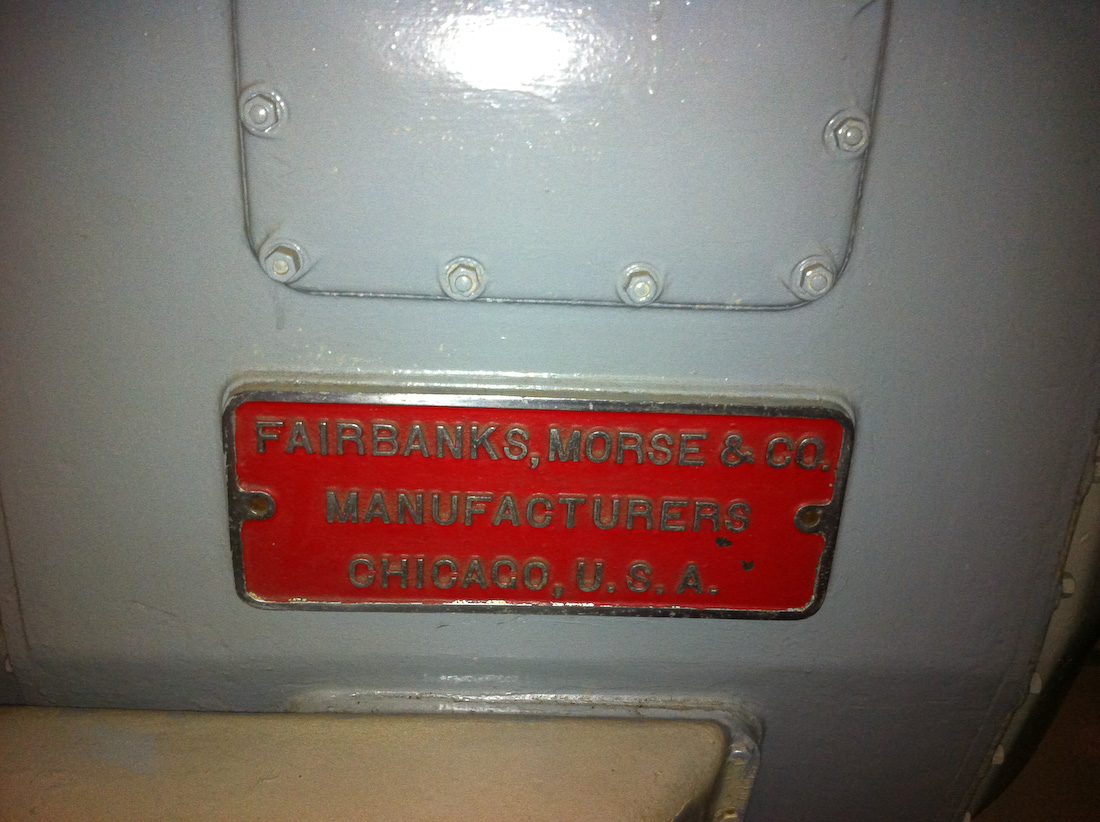 FAIRBANKS, MORSE & CO.
MANUFACTURERS
CHICAGO, U.S.A.